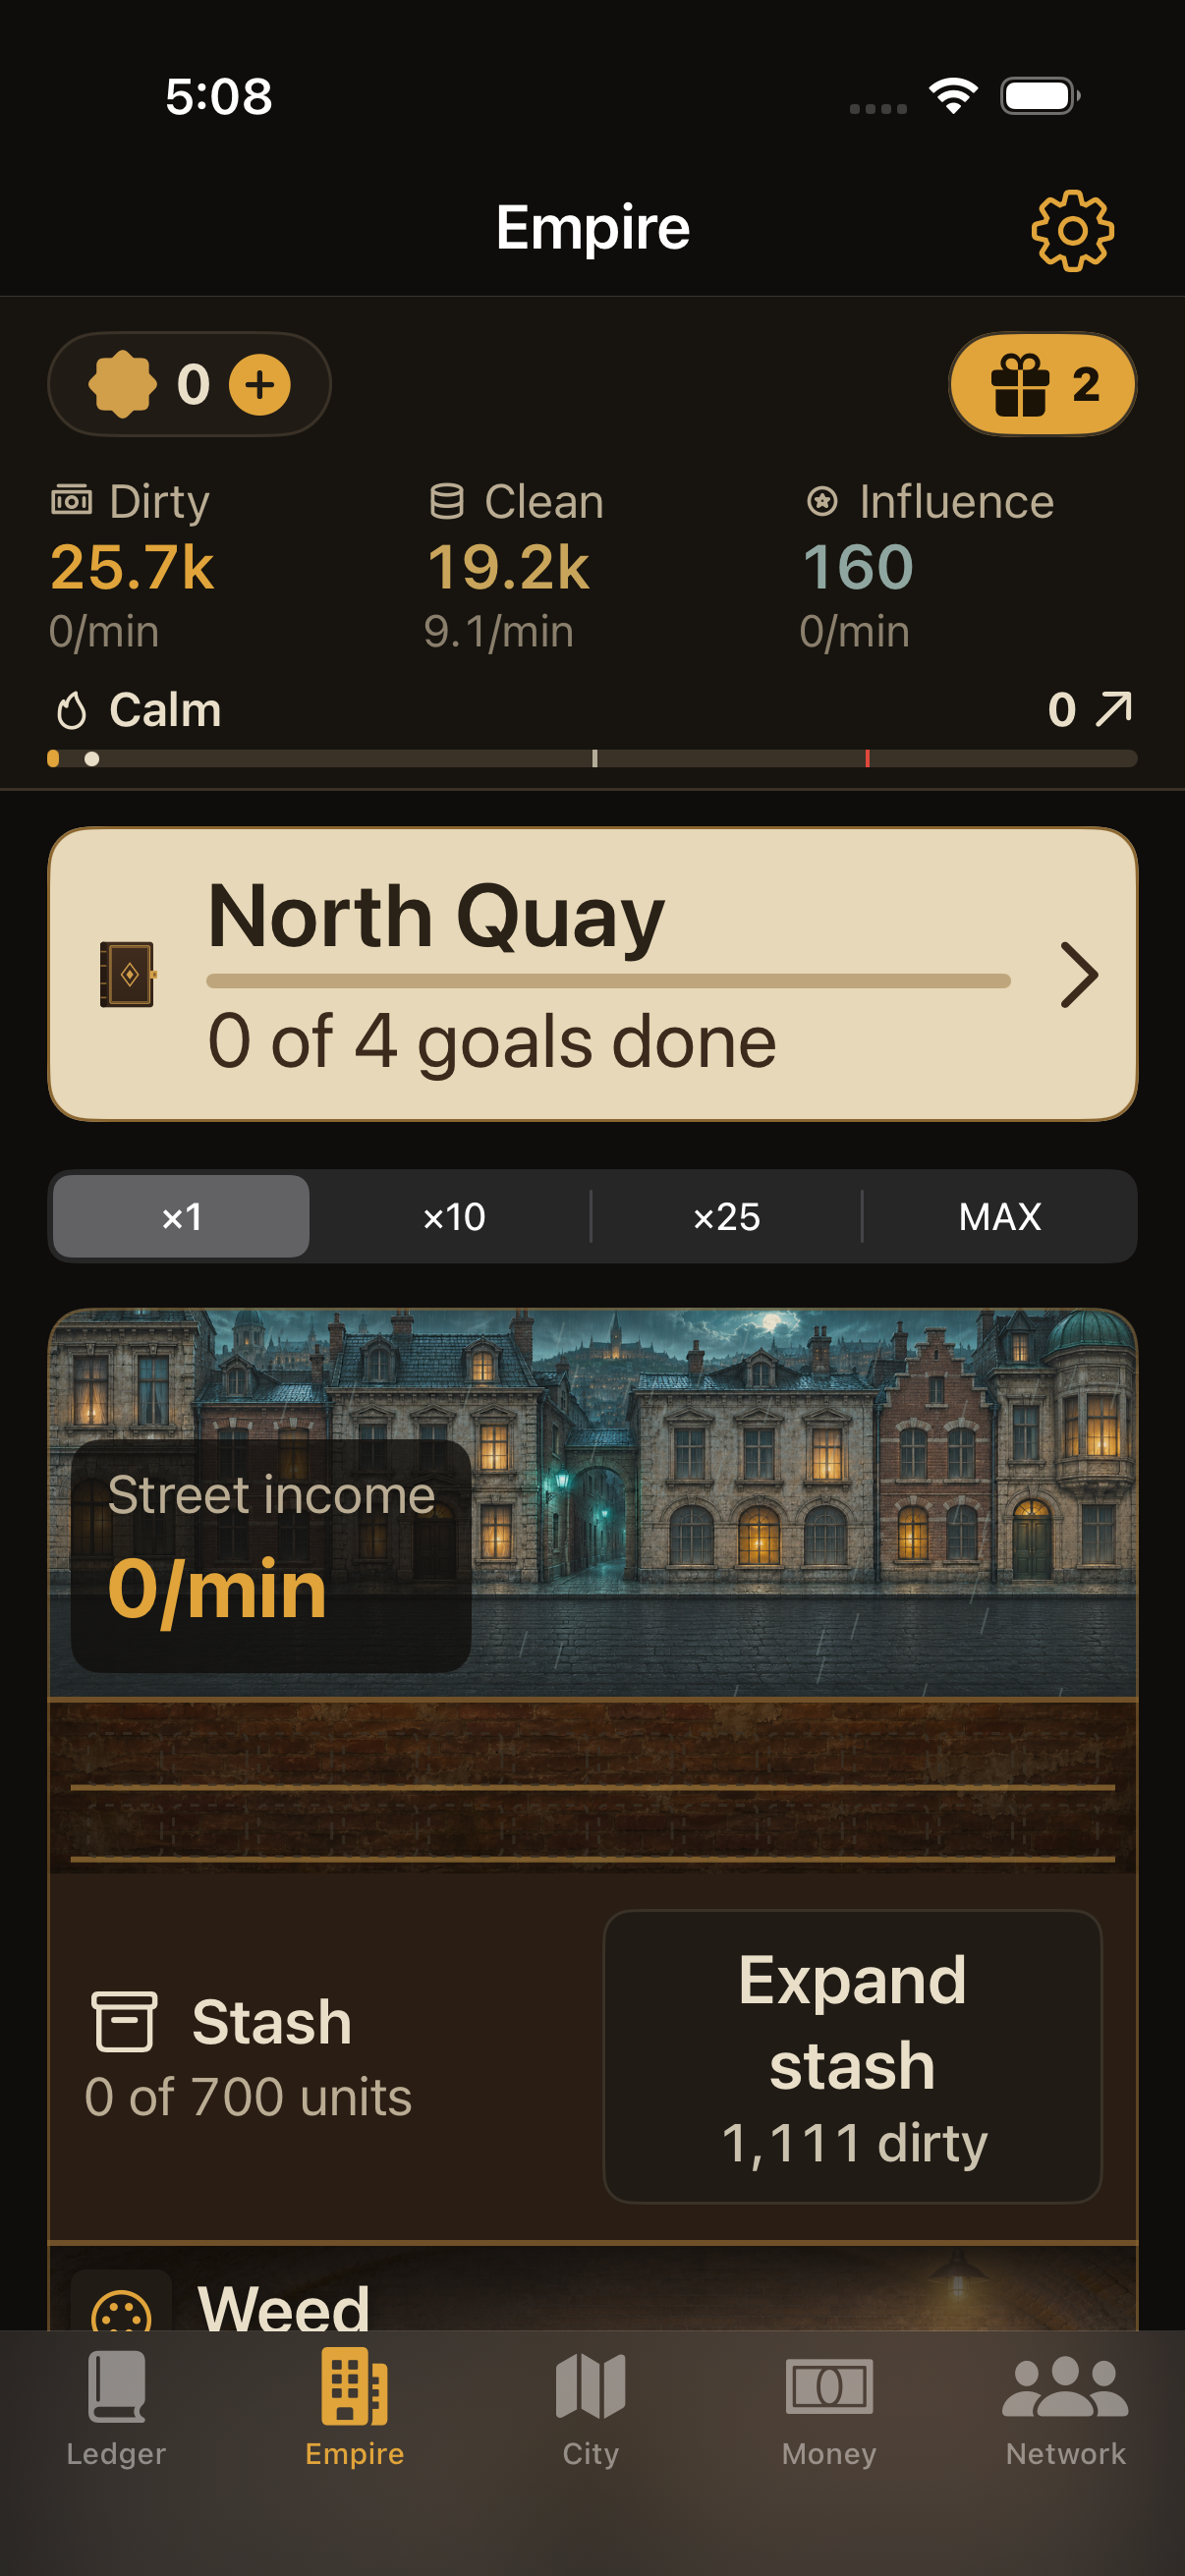 5:08
Empire
0
2
Dirty
Clean
Influence
25.7k
19.2k
160
0/min
9.1/min
0/min
Calm
0
North Quay
0 of 4 goals done
×1
×10
×25
MAX
Street income
0/min
Expand
stash
1,111 dirty
Stash
0 of 700 units
Weed
Ledger
Empire
City
Money
Network